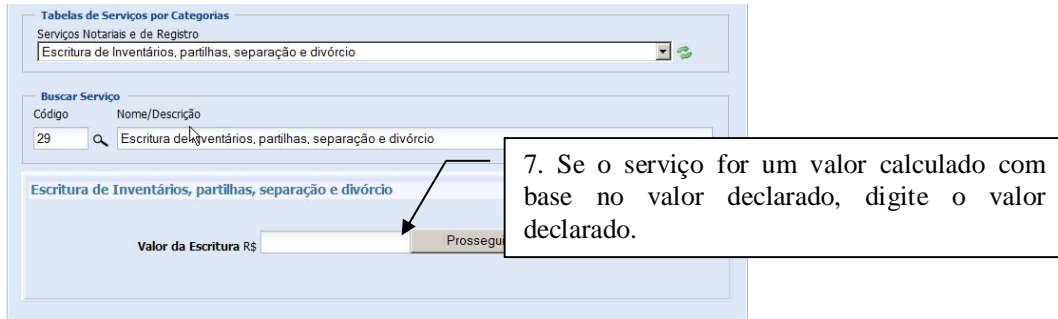 Tabelas de Serviços por Categorias
Serviços Notariais e de Registro
Escritura de Inventários, partilhas, separação e divórcio
Buscar Serviço
Código Nome/Descrição
29 Escritura de Inventários, partilhas, separação e divórcio
7. Se o serviço for um valor calculado com
base no valor declarado, digite o valor
declarado.
Escritura de Inventários, partilhas, separação e divórcio
Valor da Escritura R$ Prossegui